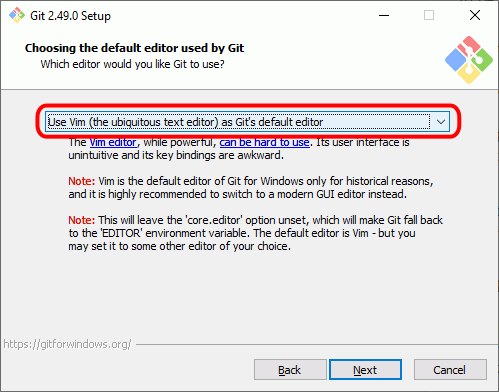 Git 2.49.0 Setup
Choosing the default editor used by Git
Which editor would you like Git to use?
Use Vim (the ubiquitous text editor) as Git's default editor
The Vim editor, while powerful, can be hard to use. Its user interface is
unintuitive and its key bindings are awkward.
Note: Vim is the default editor of Git for Windows only for historical reasons,
and it is highly recommended to switch to a modern GUI editor instead.
Note: This will leave the 'core.editor' option unset, which will make Git fall back
to the 'EDITOR' environment variable. The default editor is Vim - but you
may set it to some other editor of your choice.
https://gitforwindows.org/
Back
Next
Cancel